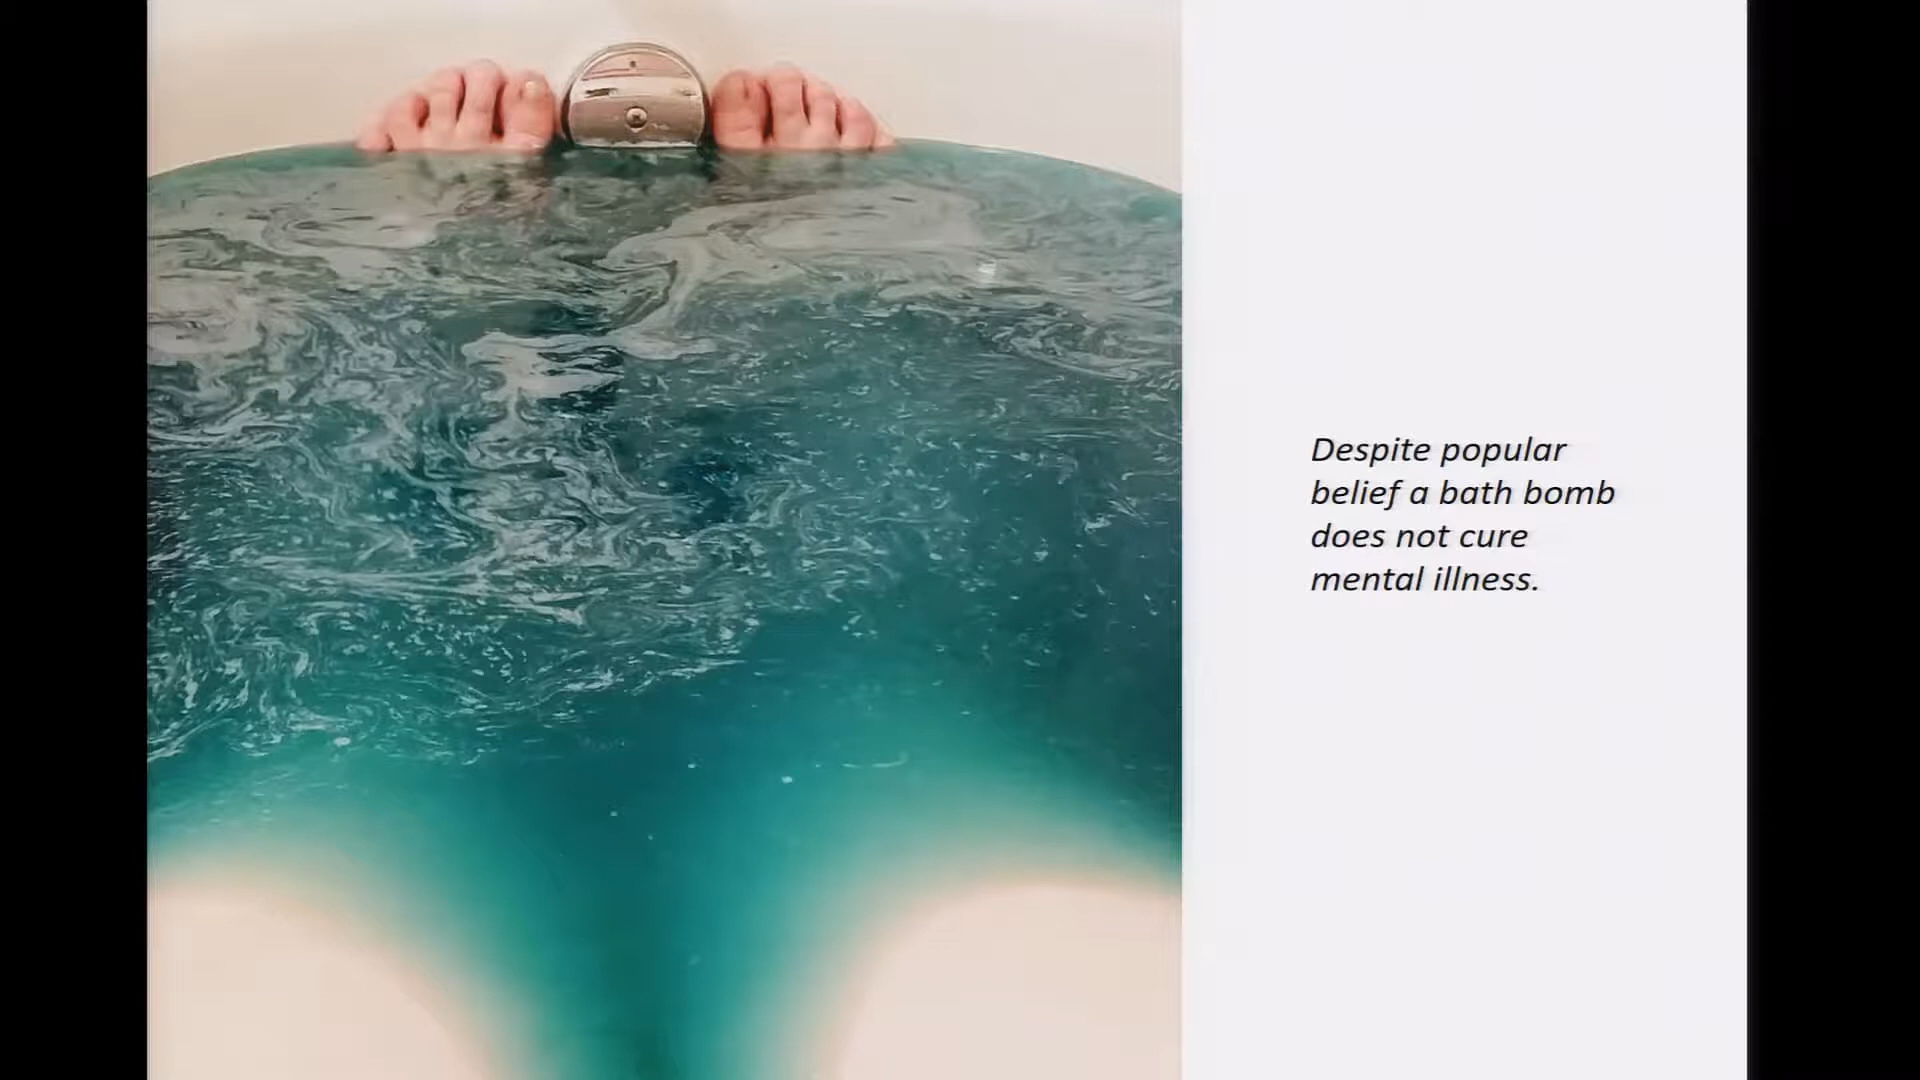 Despite popular
belief a bath bomb
does not cure
mental illness.